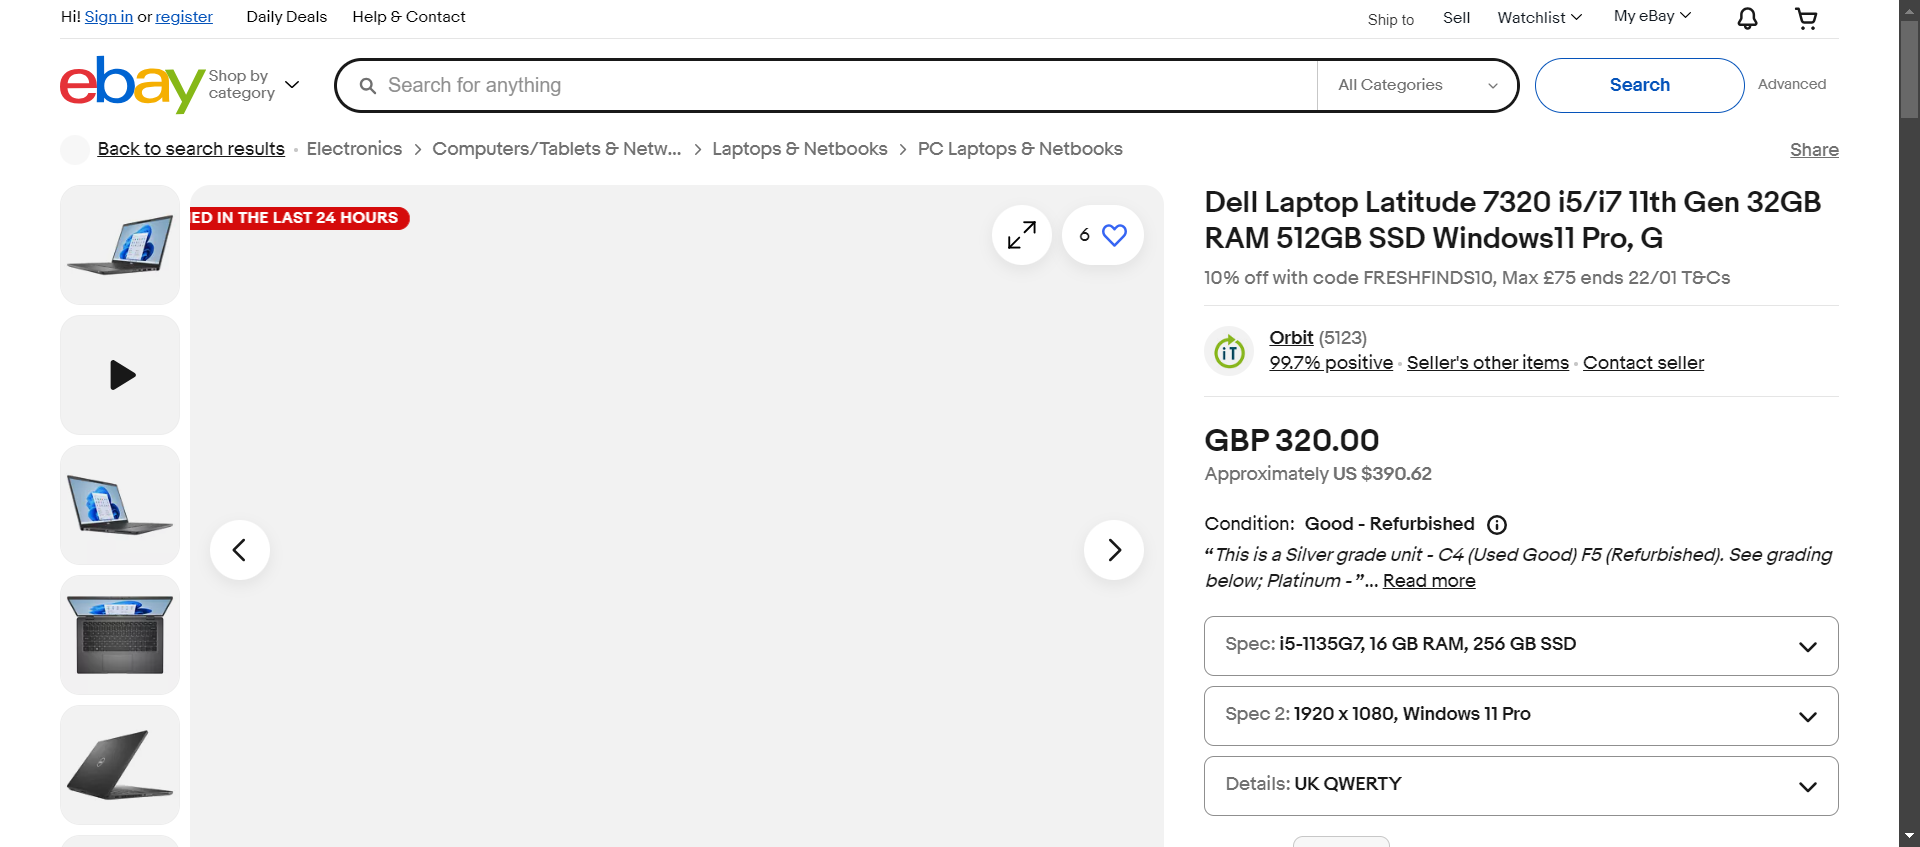 Hi! Sign in or register
Daily Deals
Help & Contact
Ship to
Sell
Watchlist
My eBay
ebay
Shop by
category
Search for anything
All Categories
Search
Advanced
Back to search results
Electronics
Computers/Tablets & Netw...
Laptops & Netbooks
PC Laptops & Netbooks
Share
ED IN THE LAST 24 HOURS
6
Dell Laptop Latitude 7320 i5/i7 11th Gen 32GB
RAM 512GB SSD Windows11 Pro, G
10% off with code FRESHFINDS10, Max £75 ends 22/01 T&Cs
iT
Orbit (5123)
99.7% positive · Seller's other items · Contact seller
GBP 320.00
Approximately US $390.62
Condition: Good - Refurbished
“This is a Silver grade unit - C4 (Used Good) F5 (Refurbished). See grading
below; Platinum -”... Read more
Spec: i5-1135G7, 16 GB RAM, 256 GB SSD
Spec 2: 1920 x 1080, Windows 11 Pro
Details: UK QWERTY